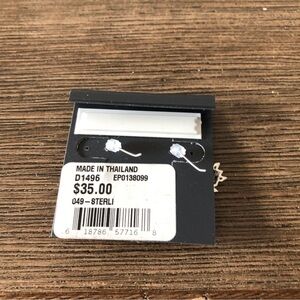 MADE IN THAILAND
D1496 EP0138099
$35.00
049-STERLI
6 18786 57716 8